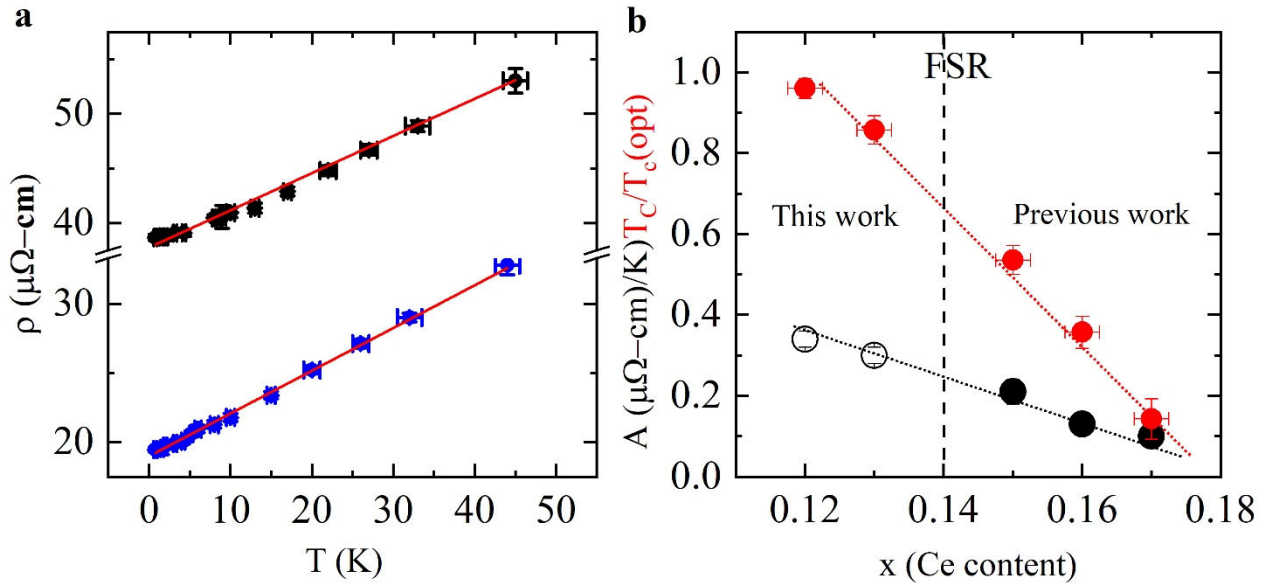 a
50
40
30
20
0 10 20 30 40 50
T (K)
ρ (μΩ−cm)
b
FSR
1.0
0.8
0.6
0.4
0.2
0.0
This work
Previous work
0.12 0.14 0.16 0.18
x (Ce content)
A (μΩ−cm)/K) T_C/T_c(opt)